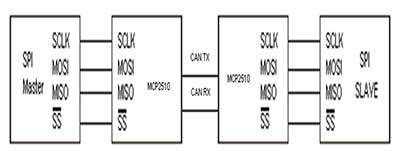 SPI
Master
SCLK
MOSI
MISO
SS
SCLK
MOSI
MISO
SS
MCP2510
CAN TX
CAN RX
MCP2510
SCLK
MOSI
MISO
SS
SCLK
MOSI
MISO
SS
SPI
SLAVE